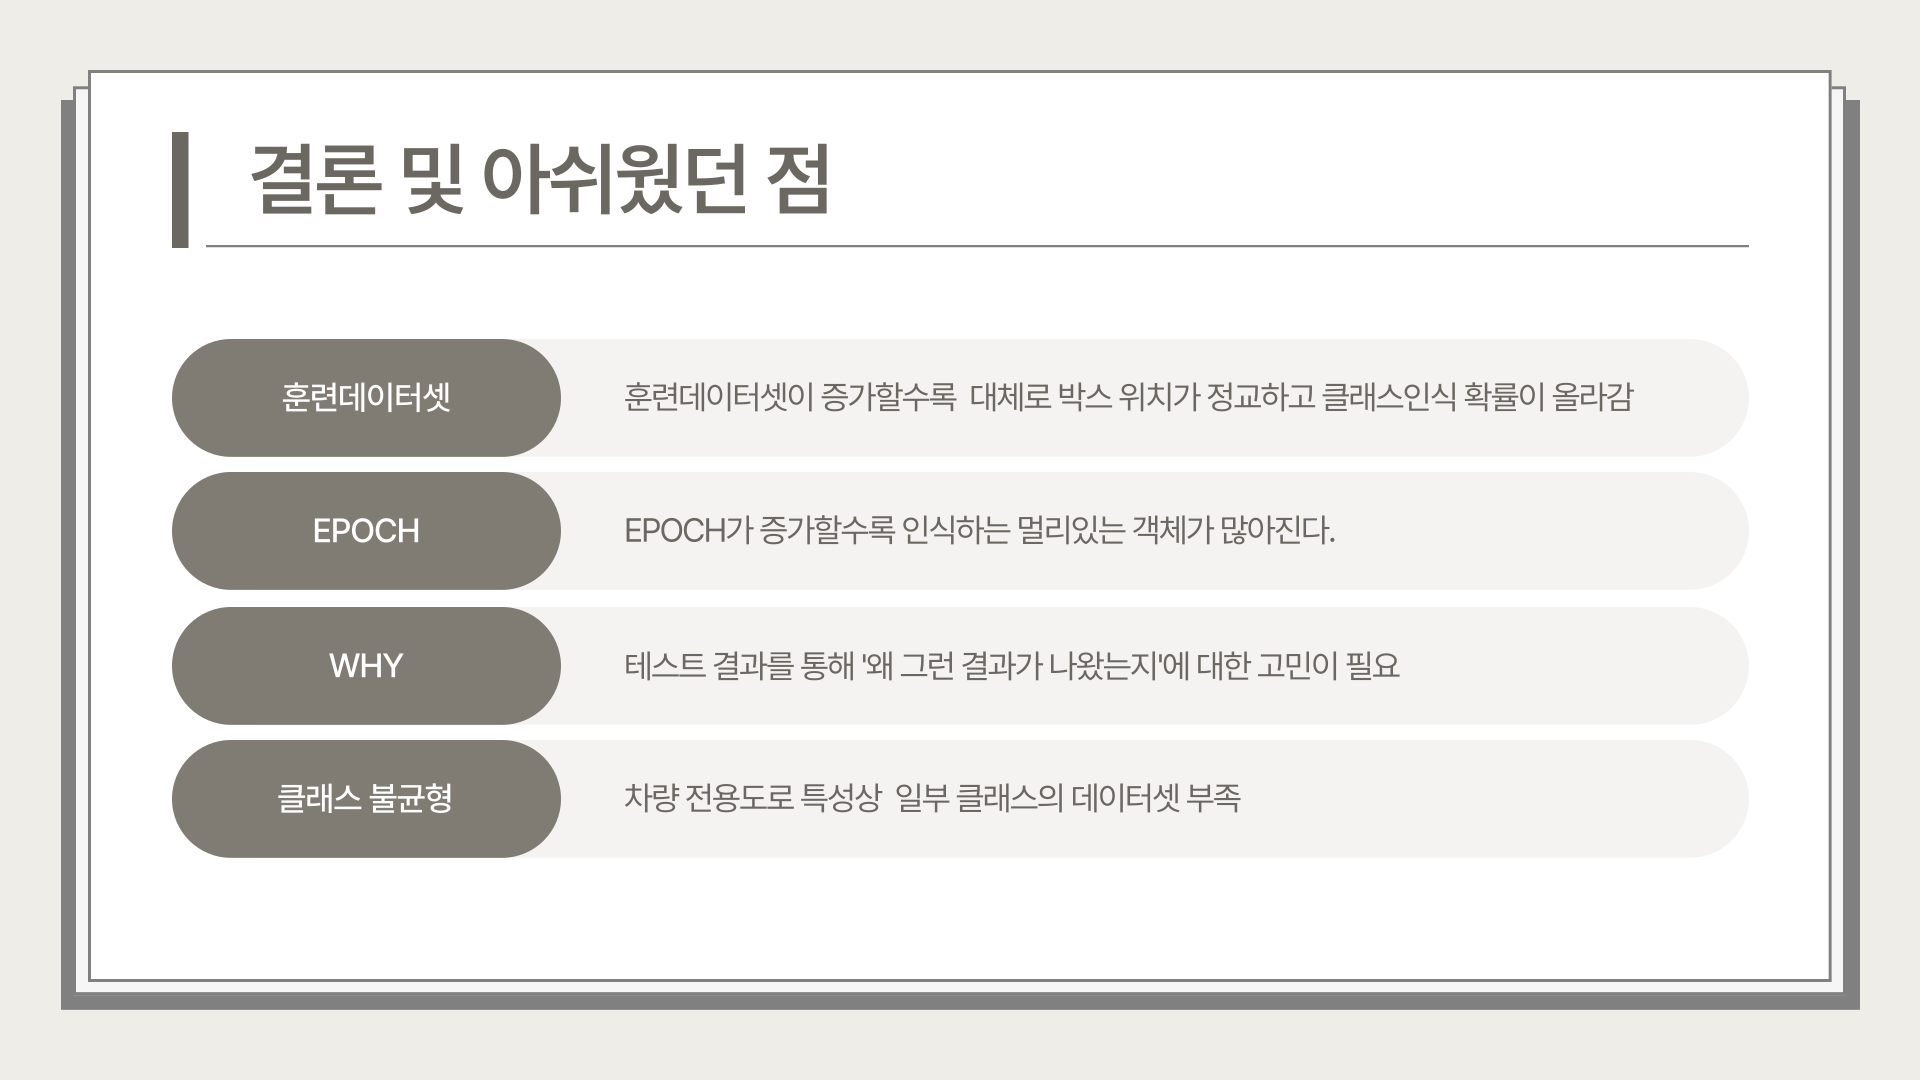 결론 및 아쉬웠던 점
훈련데이터셋
훈련데이터셋이 증가할수록  대체로 박스 위치가 정교하고 클래스인식 확률이 올라감
EPOCH
EPOCH가 증가할수록 인식하는 멀리있는 객체가 많아진다.
WHY
테스트 결과를 통해 '왜 그런 결과가 나왔는지'에 대한 고민이 필요
클래스 불균형
차량 전용도로 특성상  일부 클래스의 데이터셋 부족